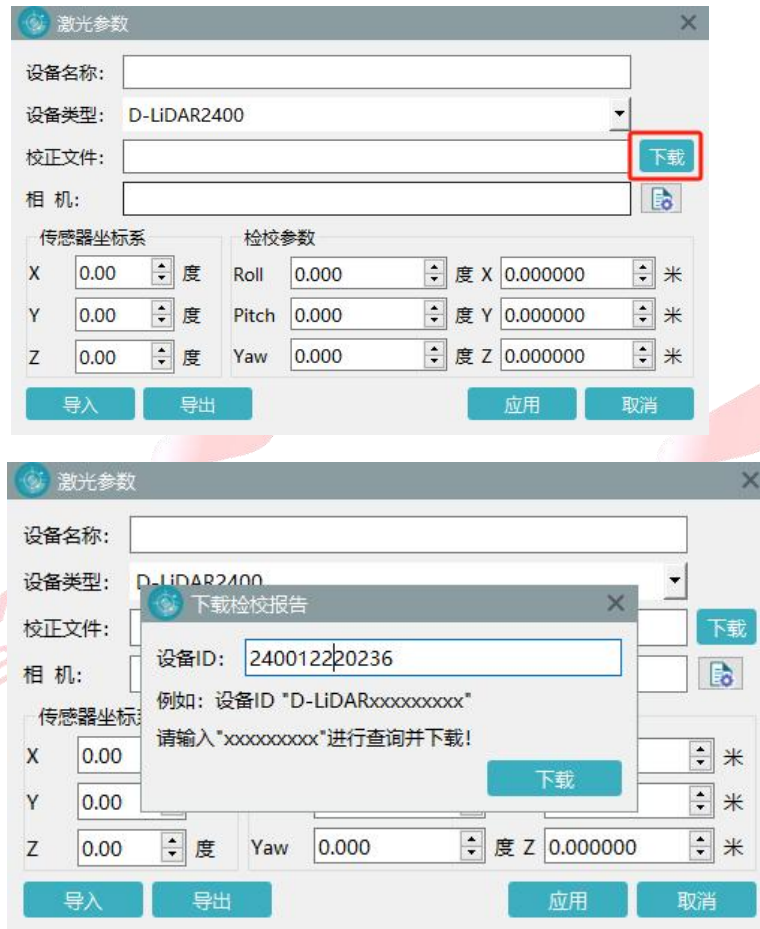 激光参数
设备名称:
设备类型: D-LiDAR2400
校正文件: 下载
相 机:
传感器坐标系 检校参数
X 0.00 度 Roll 0.000 度 X 0.000000 米
Y 0.00 度 Pitch 0.000 度 Y 0.000000 米
Z 0.00 度 Yaw 0.000 度 Z 0.000000 米
导入 导出 应用 取消
激光参数
设备名称:
设备类型: D-LiDAR2400
校正文件: 下载
相 机:
下载检校报告
设备ID: 240012220236
例如: 设备ID "D-LiDARxxxxxxxxx"
请输入"xxxxxxxxx"进行查询并下载!
下载
传感器坐标
X 0.00 米
Y 0.00 米
Z 0.00 度 Yaw 0.000 度 Z 0.000000 米
导入 导出 应用 取消